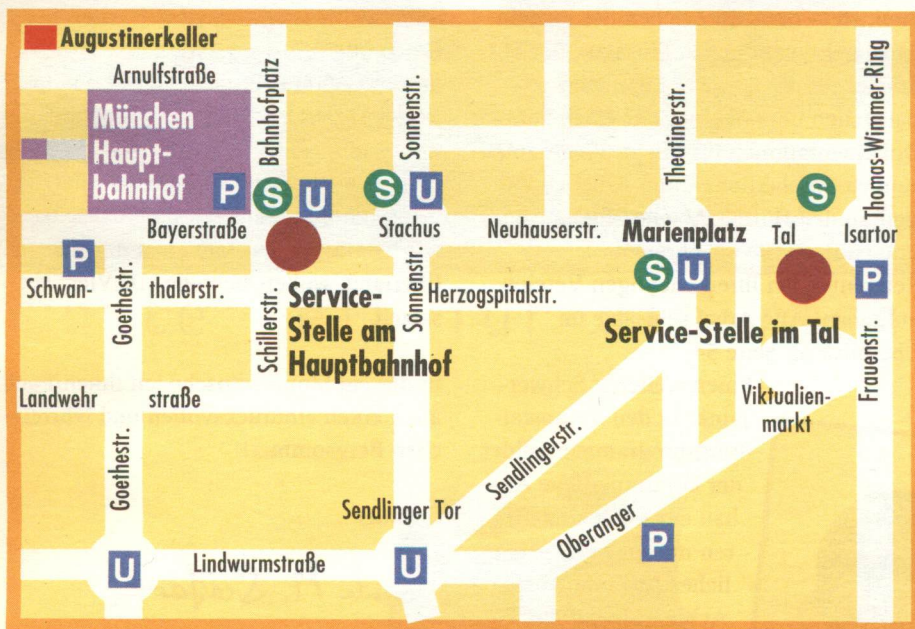 Augustinerkeller
Arnulfstraße
München
Haupt-
bahnhof
P
Bahnhofplatz
S U
Sonnenstr.
S U
Theatinerstr.
Thomas-Wimmer-Ring
S
Bayerstraße
Stachus
Neuhauserstr.
Marienplatz
Tal
Isartor
P
S U
P
Schwan- thalerstr.
Goethestr.
Schillerstr.
Service-
Stelle am
Hauptbahnhof
Sonnenstr.
Herzogspitalstr.
Service-Stelle im Tal
Frauenstr.
Landwehr straße
Viktualien-
markt
Goethestr.
Sendlingerstr.
Sendlinger Tor
Oberanger
P
U
Lindwurmstraße
U